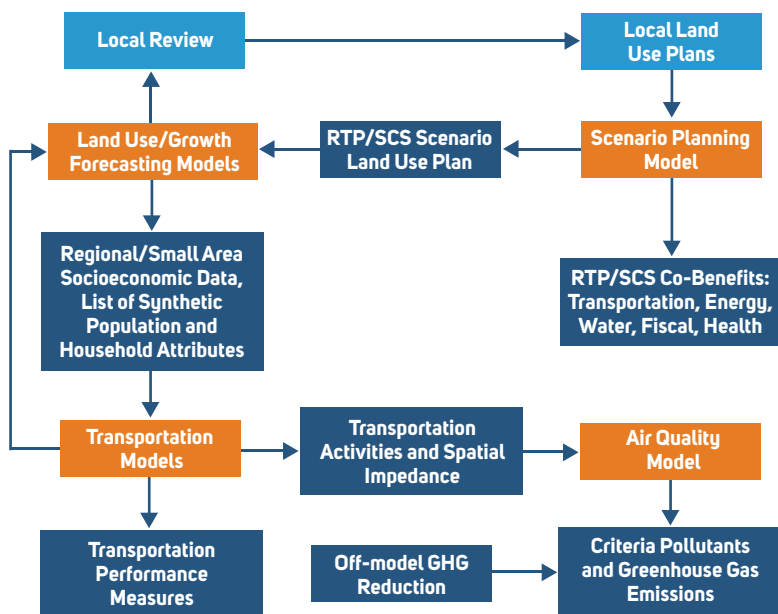 Local Review
Local Land
Use Plans
Land Use/Growth
Forecasting Models
RTP/SCS Scenario
Land Use Plan
Scenario Planning
Model
Regional/Small Area
Socioeconomic Data,
List of Synthetic
Population and
Household Attributes
RTP/SCS Co-Benefits:
Transportation, Energy,
Water, Fiscal, Health
Transportation
Models
Transportation
Activities and Spatial
Impedance
Air Quality
Model
Transportation
Performance
Measures
Off-model GHG
Reduction
Criteria Pollutants
and Greenhouse Gas
Emissions